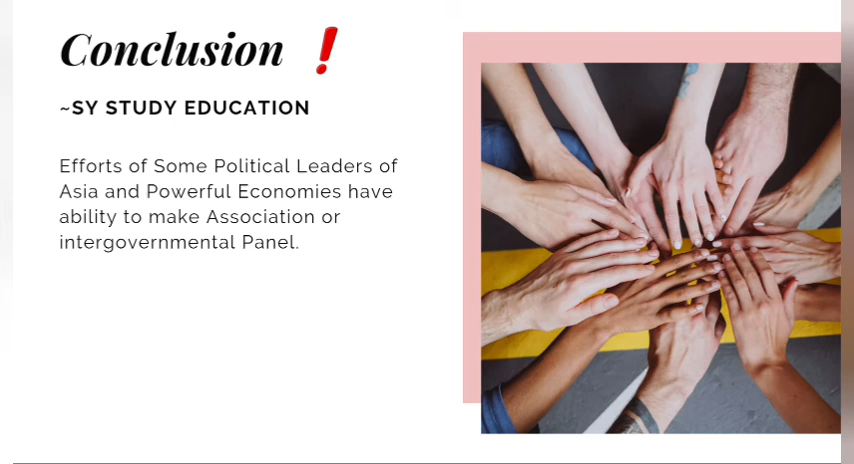 Conclusion ❗
~SY STUDY EDUCATION
Efforts of Some Political Leaders of
Asia and Powerful Economies have
ability to make Association or
intergovernmental Panel.